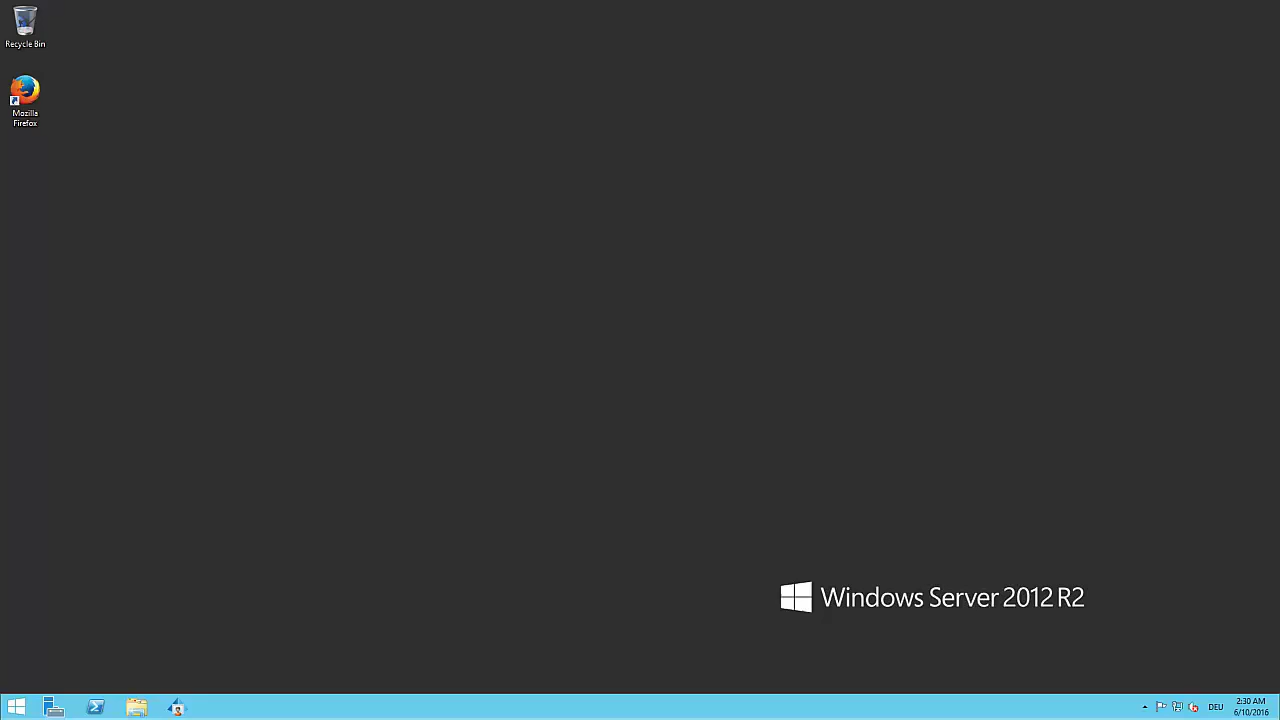 Recycle Bin
Mozilla
Firefox
Windows Server 2012 R2
DEU
2:30 AM
6/10/2016